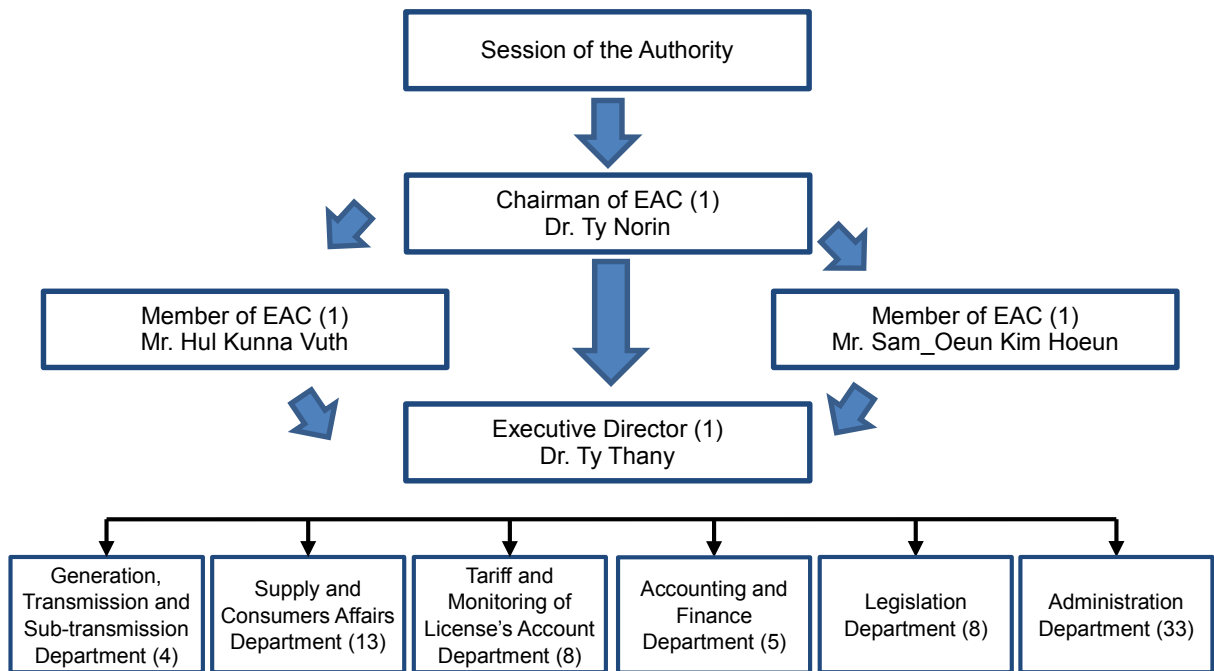 Session of the Authority
Chairman of EAC (1)
Dr. Ty Norin
Member of EAC (1)
Mr. Hul Kunna Vuth
Member of EAC (1)
Mr. Sam_Oeun Kim Hoeun
Executive Director (1)
Dr. Ty Thany
Generation,
Transmission and
Sub-transmission
Department (4)
Supply and
Consumers Affairs
Department (13)
Tariff and
Monitoring of
License's Account
Department (8)
Accounting and
Finance
Department (5)
Legislation
Department (8)
Administration
Department (33)